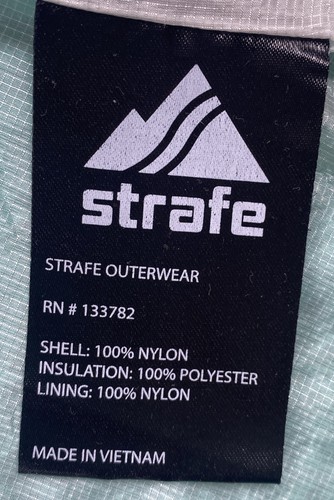 strafe
STRAFE OUTERWEAR
RN # 133782
SHELL: 100% NYLON
INSULATION: 100% POLYESTER
LINING: 100% NYLON
MADE IN VIETNAM